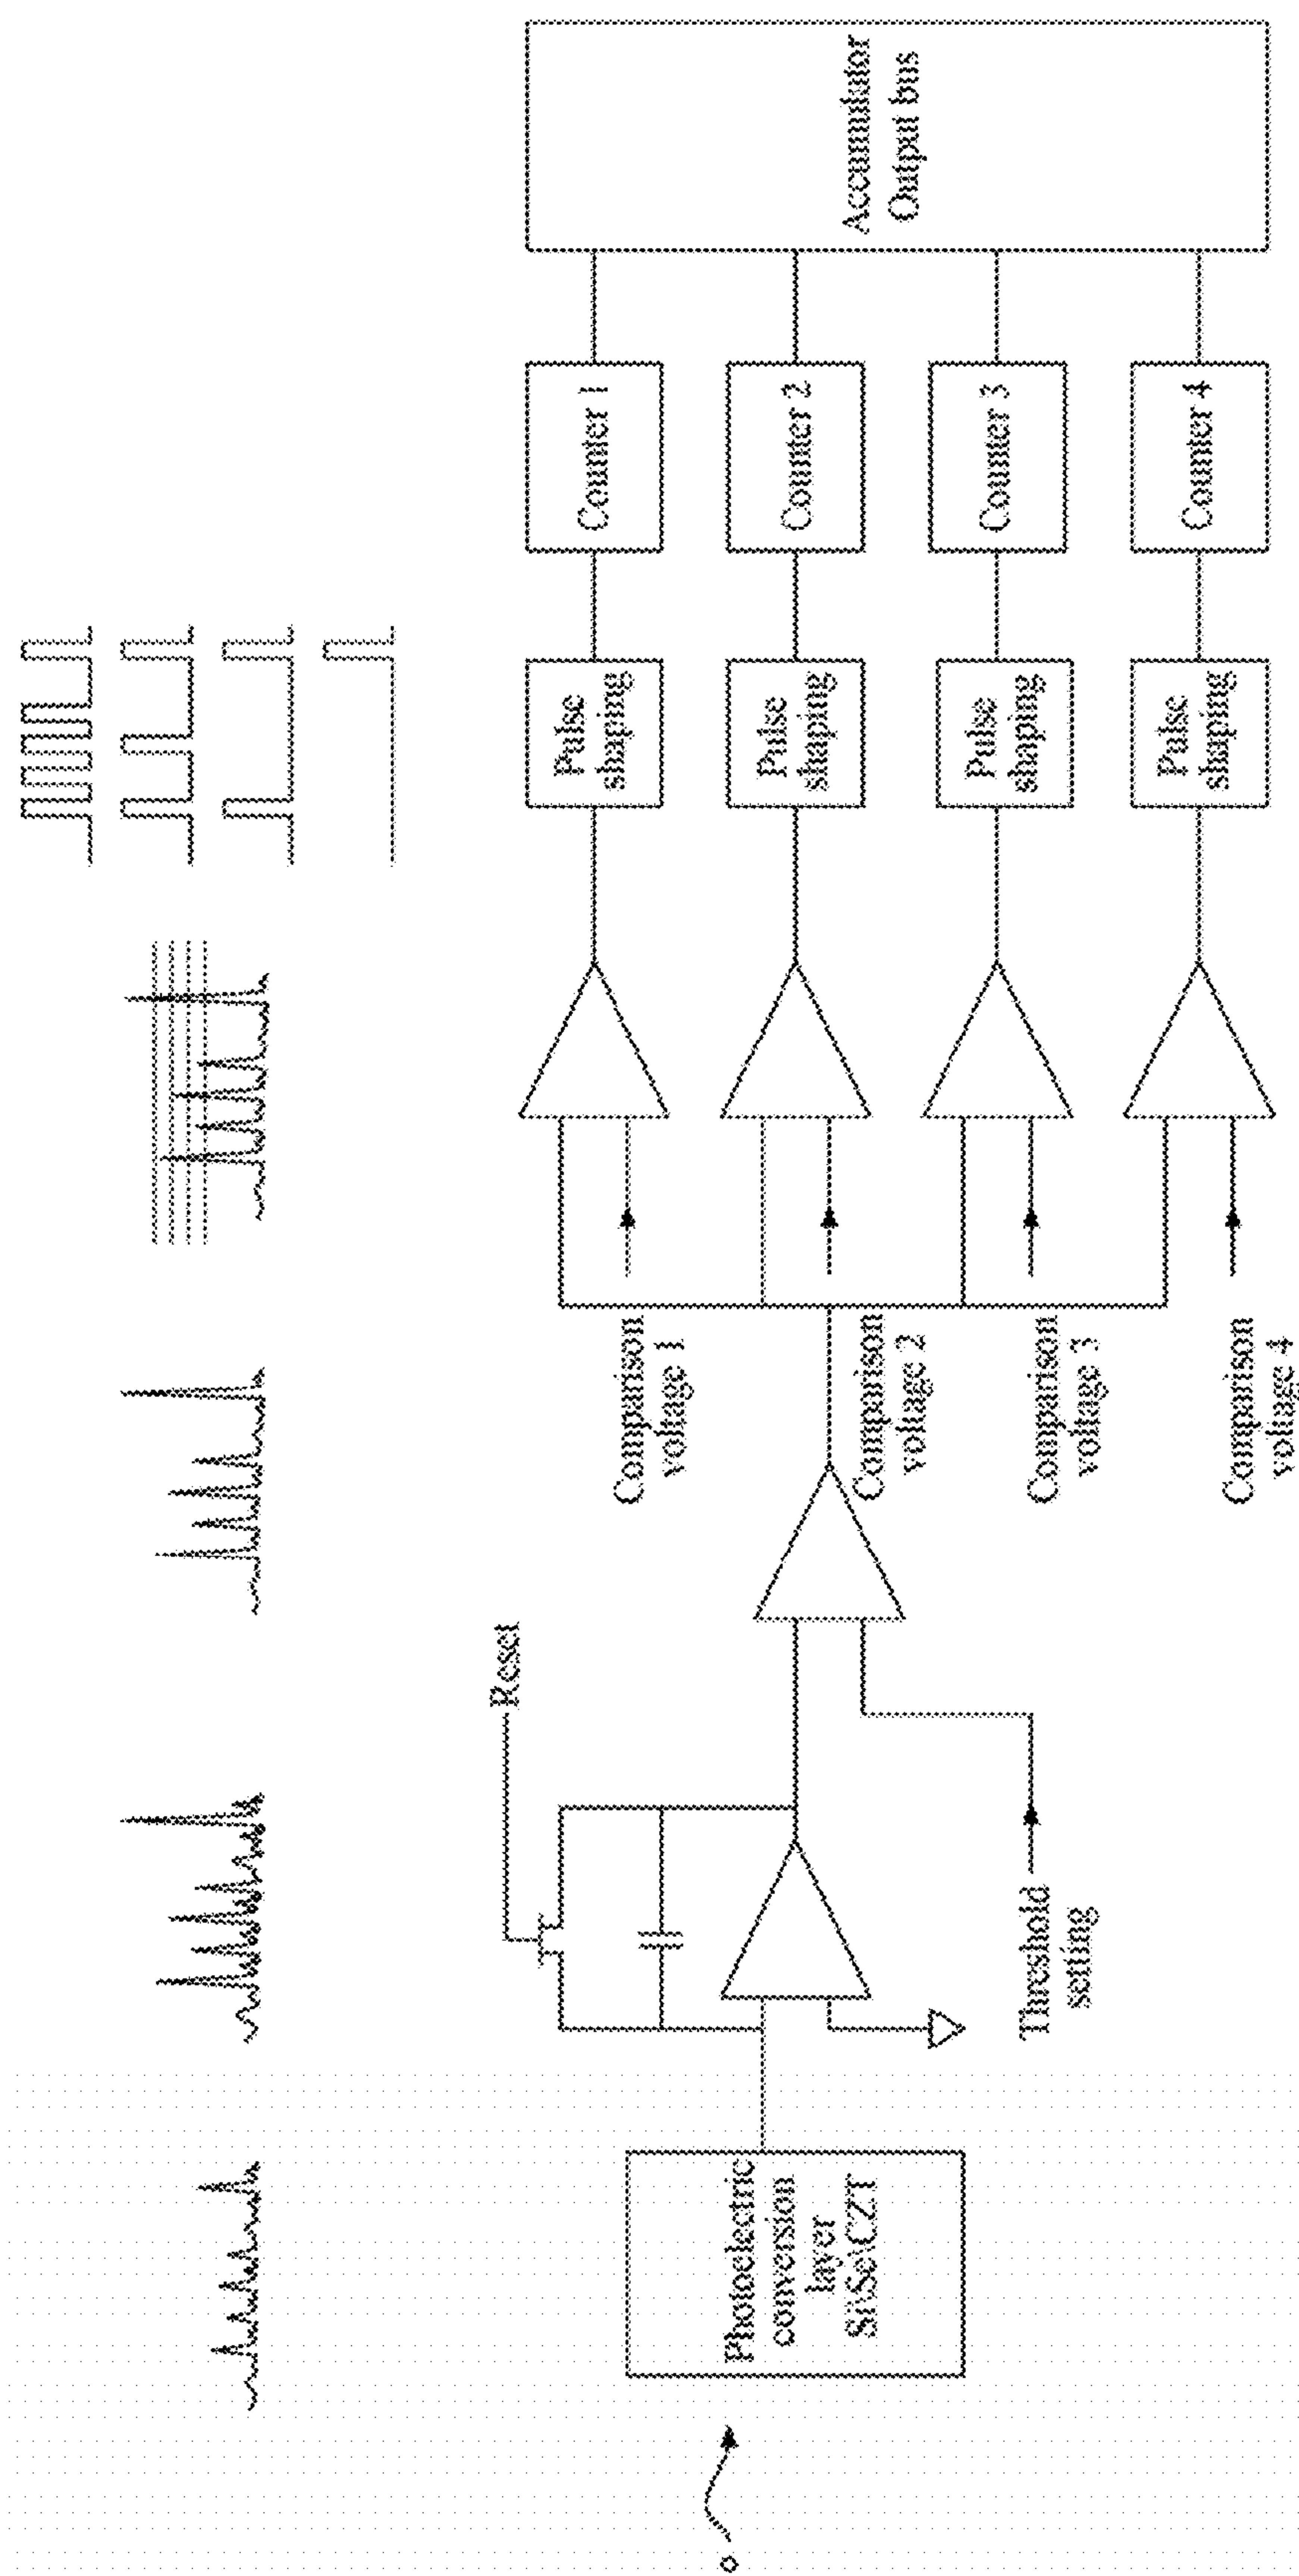 Photoelectric
conversion
layer
Si\Se\CZT
Reset
Threshold
setting
Comparison
voltage 1
Comparison
voltage 2
Comparison
voltage 3
Comparison
voltage 4
Pulse
shaping
Pulse
shaping
Pulse
shaping
Pulse
shaping
Counter 1
Counter 2
Counter 3
Counter 4
Accumulator
Output bus